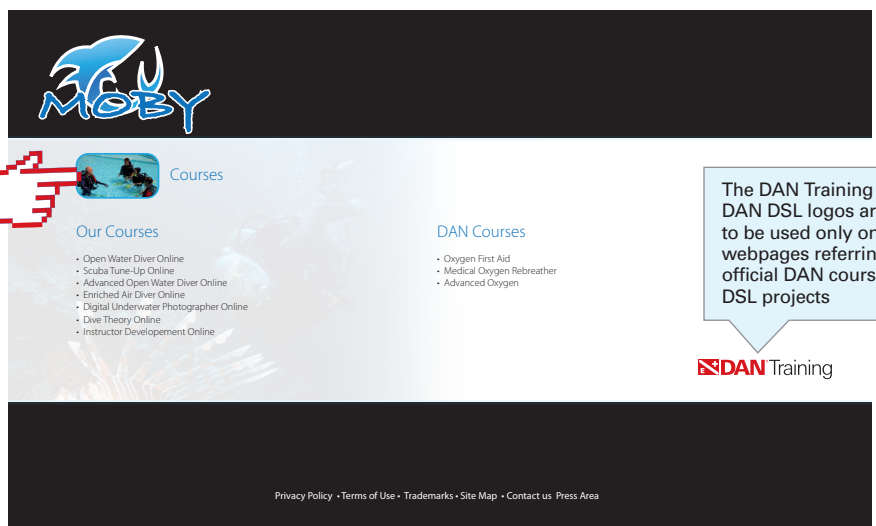 MOBY
Courses
Our Courses
• Open Water Diver Online
• Scuba Tune-Up Online
• Advanced Open Water Diver Online
• Enriched Air Diver Online
• Digital Underwater Photographer Online
• Dive Theory Online
• Instructor Developement Online
DAN Courses
• Oxygen First Aid
• Medical Oxygen Rebreather
• Advanced Oxygen
The DAN Training
DAN DSL logos ar
to be used only on
webpages referrin
official DAN cours
DSL projects
E DAN Training
Privacy Policy • Terms of Use • Trademarks • Site Map • Contact us Press Area